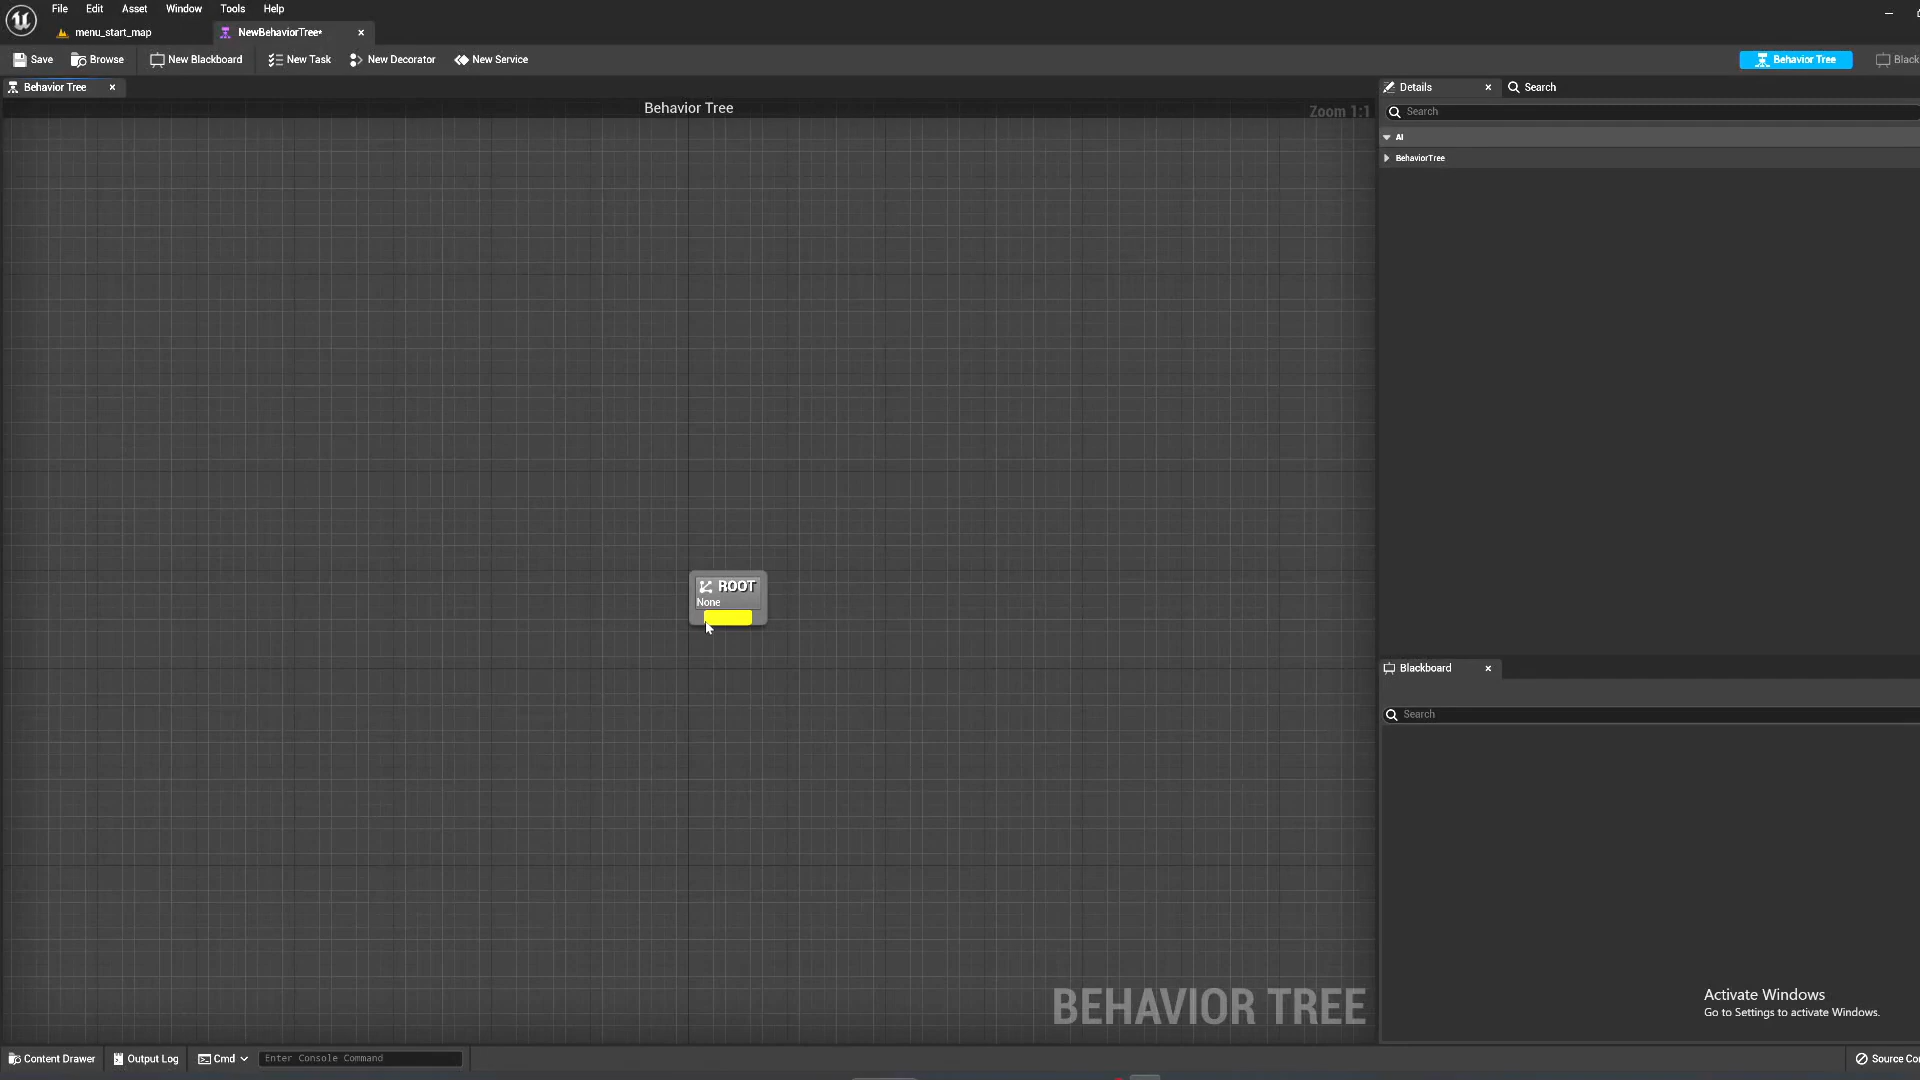 File Edit Asset Window Tools Help
menu_start_map NewBehaviorTree*
Save Browse New Blackboard New Task New Decorator New Service Behavior Tree Black
Behavior Tree Details Search
Behavior Tree
Zoom 1:1
Search
AI
BehaviorTree
ROOT
None
Blackboard
Search
BEHAVIOR TREE
Activate Windows
Go to Settings to activate Windows.
Content Drawer Output Log Cmd Enter Console Command Source Co